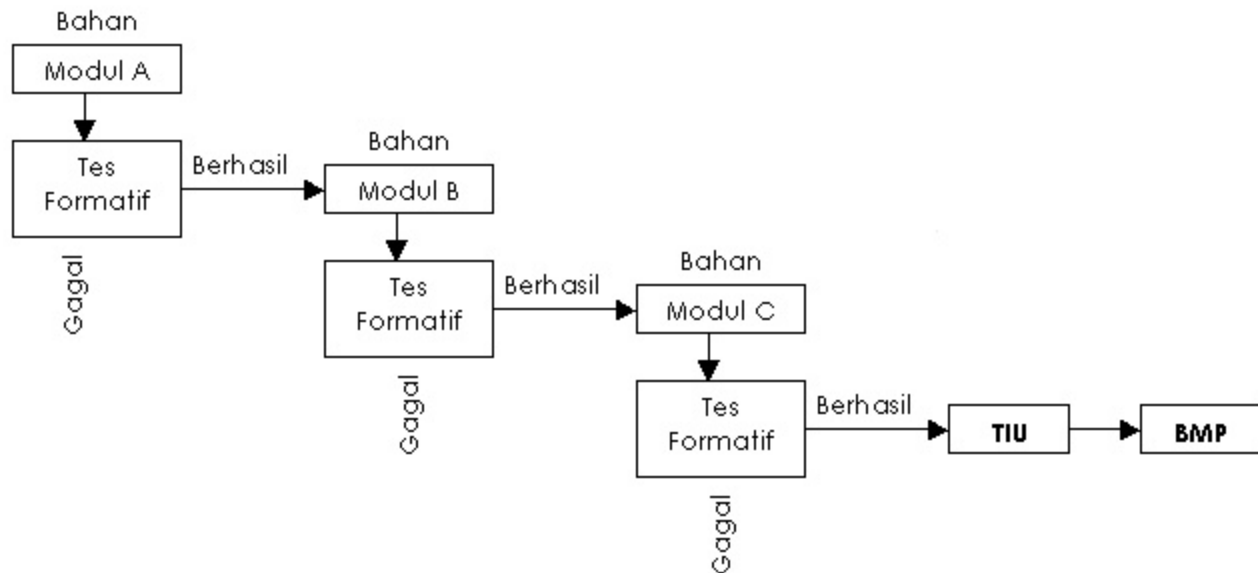 Bahan
Modul A
Tes
Formatif
Gagal
Berhasil
Bahan
Modul B
Tes
Formatif
Gagal
Berhasil
Bahan
Modul C
Tes
Formatif
Gagal
Berhasil
TIU
BMP